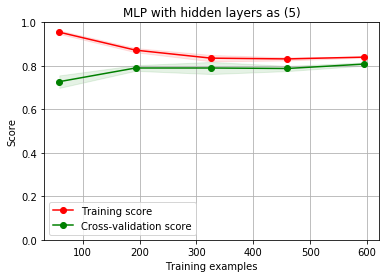 MLP with hidden layers as (5)
1.0
0.8
0.6
0.4
0.2
0.0
Score
Training score
Cross-validation score
100 200 300 400 500 600
Training examples